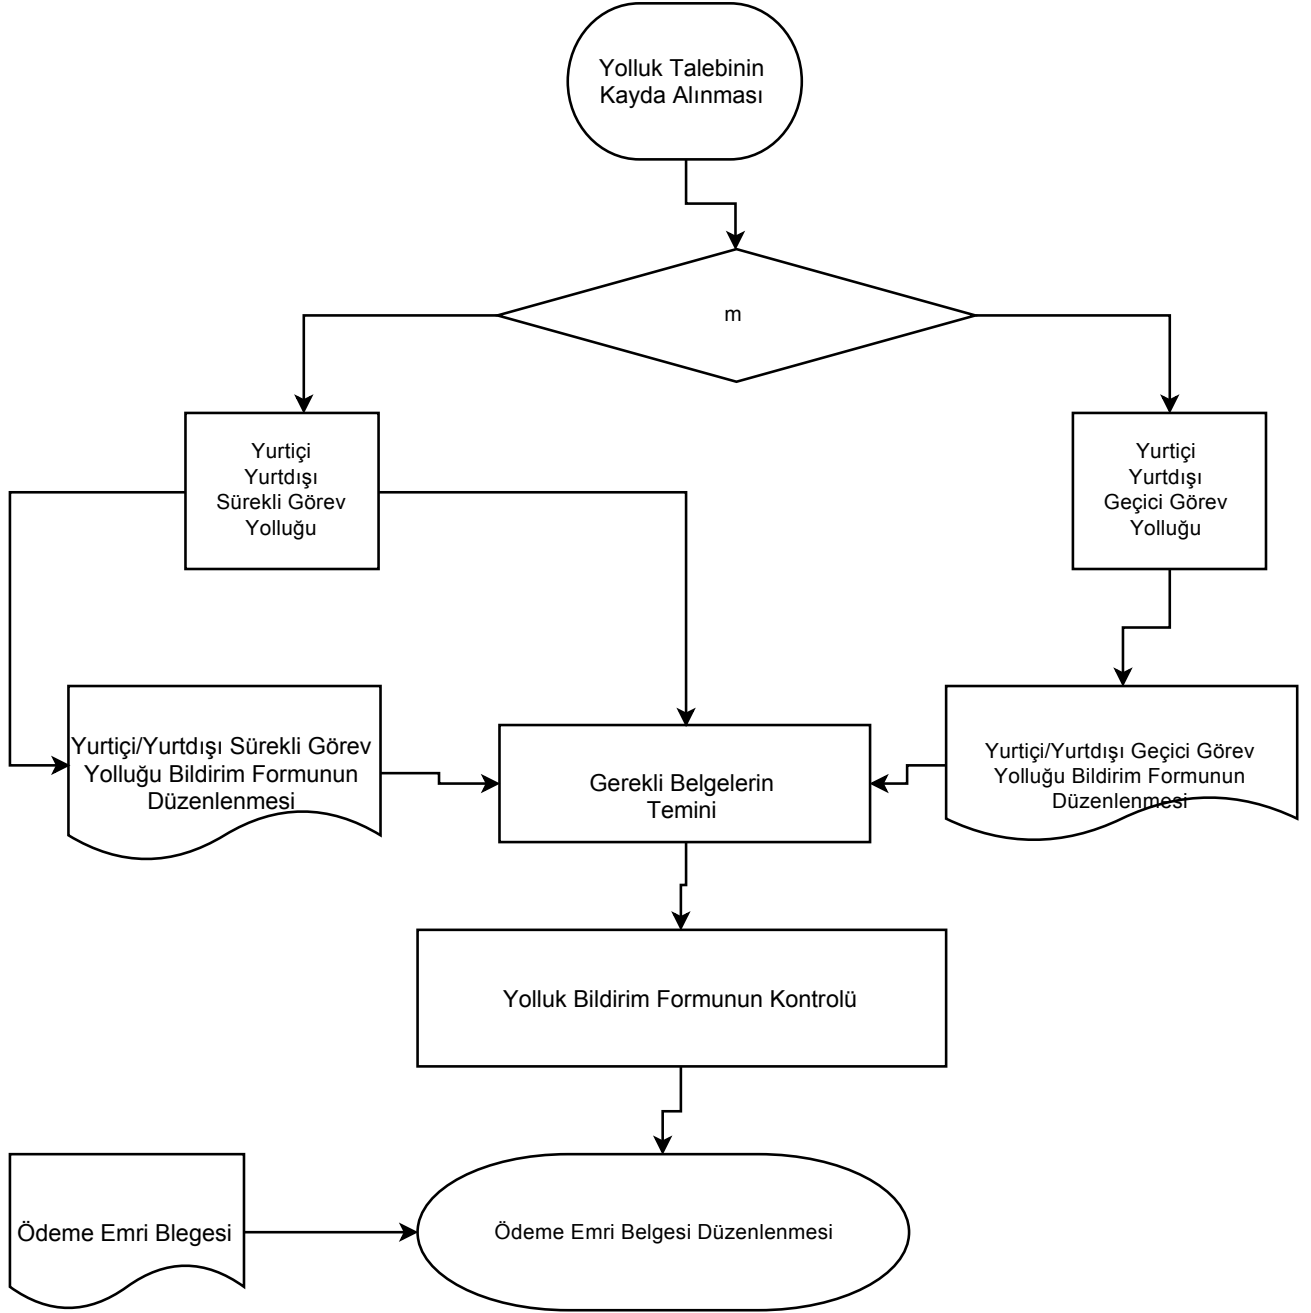 Yolluk Talebinin
Kayda Alınması
m
Yurtiçi
Yurtdışı
Sürekli Görev
Yolluğu
Yurtiçi
Yurtdışı
Geçici Görev
Yolluğu
Yurtiçi/Yurtdışı Sürekli Görev
Yolluğu Bildirim Formunun
Düzenlenmesi
Gerekli Belgelerin
Temini
Yurtiçi/Yurtdışı Geçici Görev
Yolluğu Bildirim Formunun
Düzenlenmesi
Yolluk Bildirim Formunun Kontrolü
Ödeme Emri Blegesi
Ödeme Emri Belgesi Düzenlenmesi